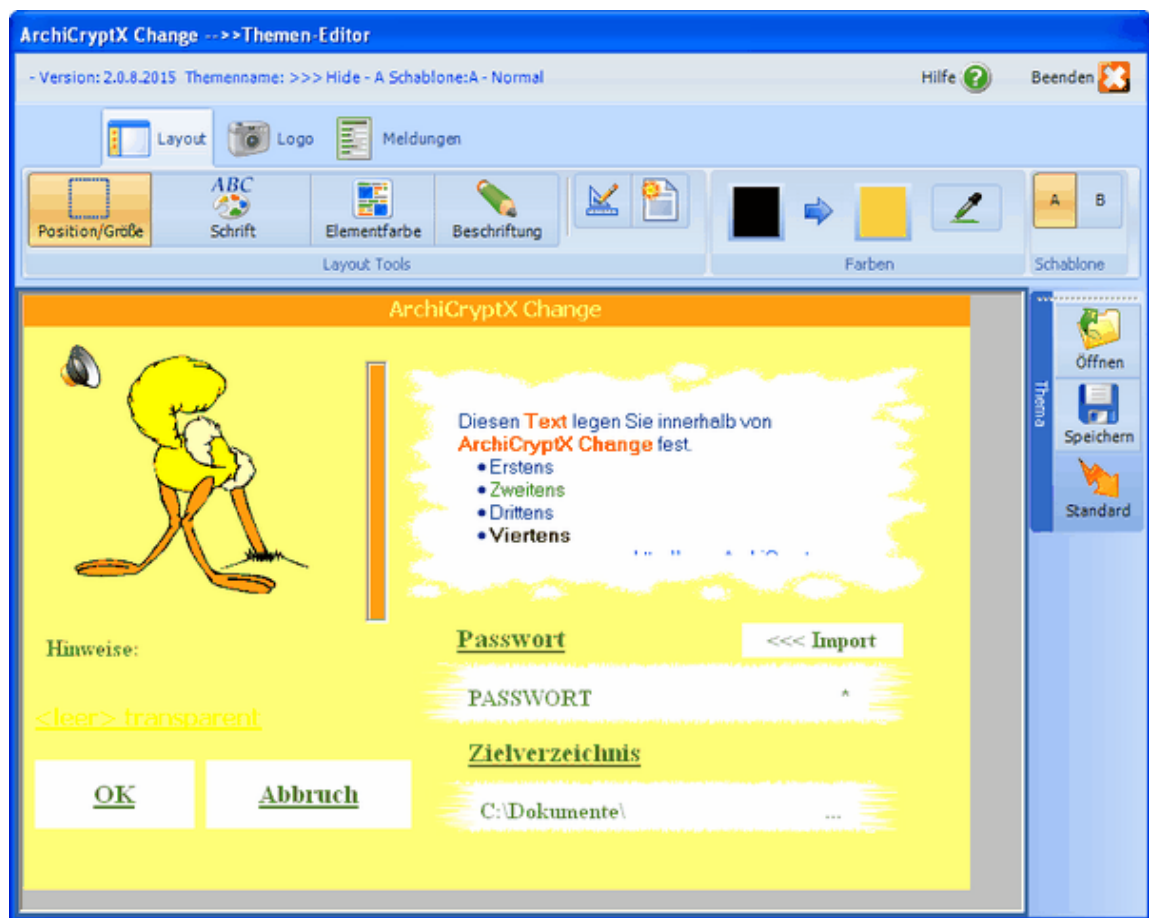 ArchiCryptX Change -->>Themen-Editor
- Version: 2.0.8.2015 Themenname: >>> Hide - A Schablone:A - Normal
Hilfe
Beenden
Layout
Logo
Meldungen
Position/Größe
ABC
Schrift
Elementfarbe
Beschriftung
A
B
Layout Tools
Farben
Schablone
ArchiCryptX Change
Thema
Öffnen
Speichern
Standard
Diesen Text legen Sie innerhalb von
ArchiCryptX Change fest.
• Erstens
• Zweitens
• Drittens
• Viertens
Hinweise:
Passwort
<<< Import
PASSWORT *
<leer> transparent
Zielverzeichnis
OK
Abbruch
C:\Dokumente\ ...